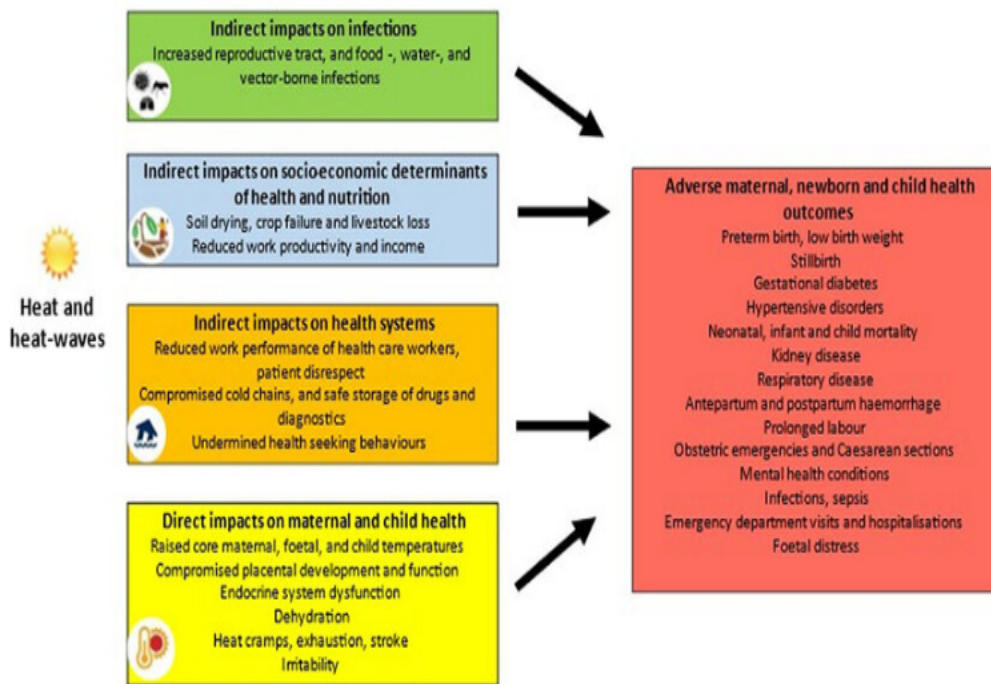 Heat and
heat-waves
Indirect impacts on infections
Increased reproductive tract, and food -, water-, and
vector-borne infections
Indirect impacts on socio-economic determinants
of health and nutrition
Soil drying, crop failure and livestock loss
Reduced work productivity and income
Indirect impacts on health systems
Reduced work performance of health care workers,
patient disrespect
Compromised cold chains, and safe storage of drugs and
diagnostics
Undermined health seeking behaviours
Direct impacts on maternal and child health
Raised core maternal, foetal, and child temperatures
Compromised placental development and function
Endocrine system dysfunction
Dehydration
Heat cramps, exhaustion, stroke
Irritability
Adverse maternal, newborn and child health
outcomes
Preterm birth, low birth weight
Stillbirth
Gestational diabetes
Hypertensive disorders
Neonatal, infant and child mortality
Kidney disease
Respiratory disease
Antepartum and postpartum haemorrhage
Prolonged labour
Obstetric emergencies and Caesarean sections
Mental health conditions
Infections, sepsis
Emergency department visits and hospitalisations
Foetal distress